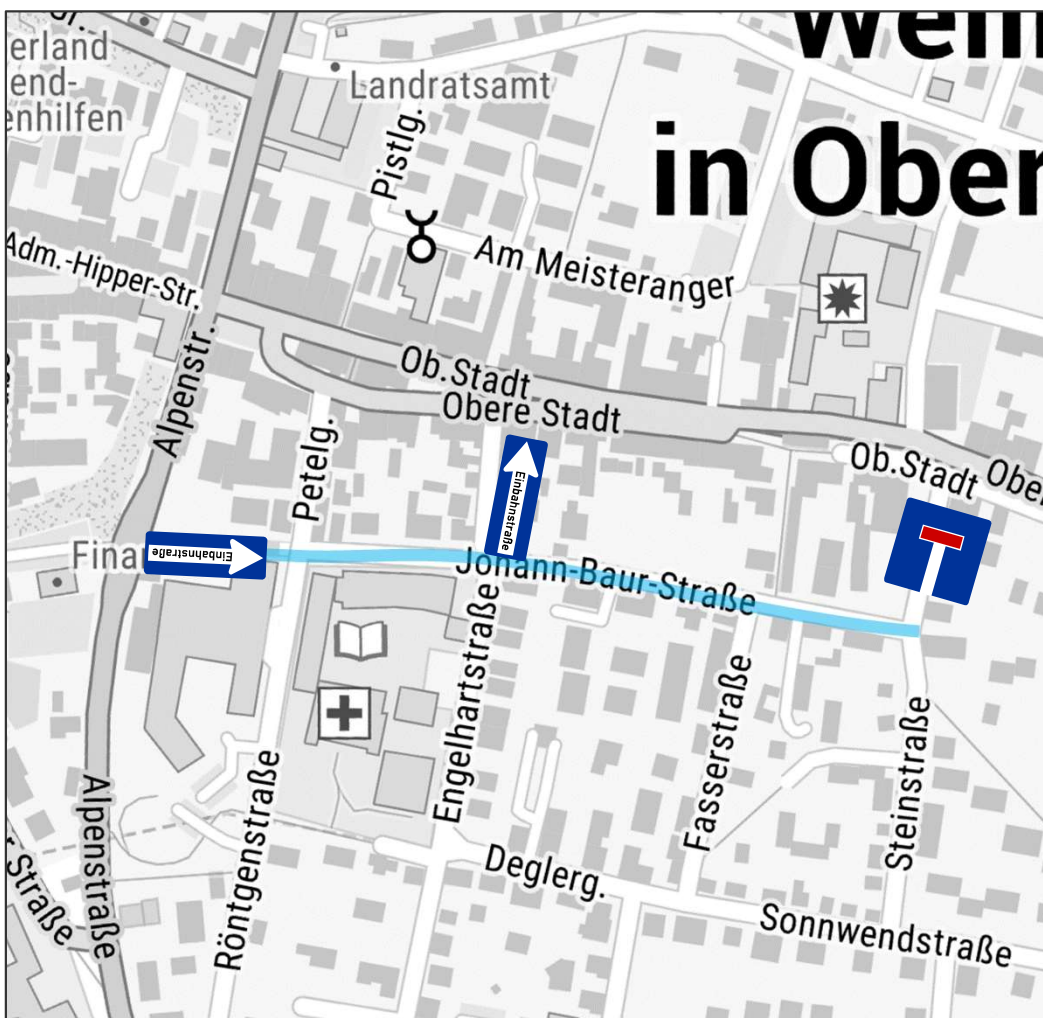 erland
end-
enhilfen
Landratsamt
Pistlg.
in Ober
Adm.-Hipper-Str.
Am Meisteranger
Alpenstr.
Ob.Stadt
Obere Stadt
Petelg.
Ob.Stadt
Ober
Einbahnstraße
Finan
Einbahnstraße
Johann-Baur-Straße
Engelhartstraße
Fasserstraße
Steinstraße
Röntgenstraße
Alpenstraße
r Straße
Deglerg.
Sonnwendstraße